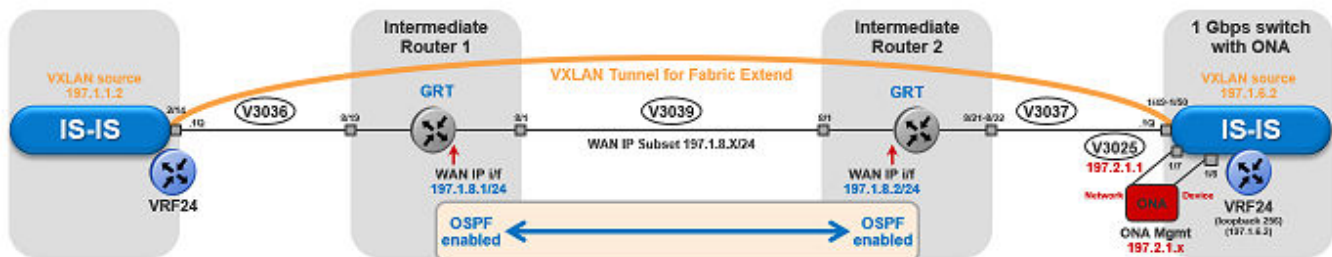 Intermediate
Router 1
Intermediate
Router 2
1 Gbps switch
with ONA
VXLAN source
197.1.1.2
VXLAN Tunnel for Fabric Extend
VXLAN source
197.1.6.2
GRT
GRT
IS-IS
.1Q
V3036
V3039
V3037
.1Q
IS-IS
WAN IP Subset 197.1.8.X/24
V3025
197.2.1.1
1/7
VRF24
WAN IP i/f
197.1.8.1/24
WAN IP i/f
197.1.8.2/24
Network
ONA
Device
VRF24
(loopback 256)
ONA Mgmt
197.2.1.x
OSPF
enabled
OSPF
enabled